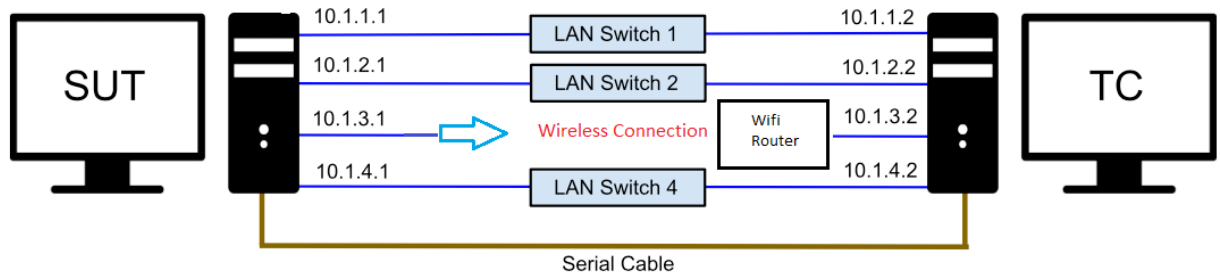 10.1.1.1
10.1.1.2
LAN Switch 1
SUT
10.1.2.1
LAN Switch 2
10.1.2.2
TC
10.1.3.1
Wireless Connection
Wifi
Router
10.1.3.2
10.1.4.1
LAN Switch 4
10.1.4.2
Serial Cable